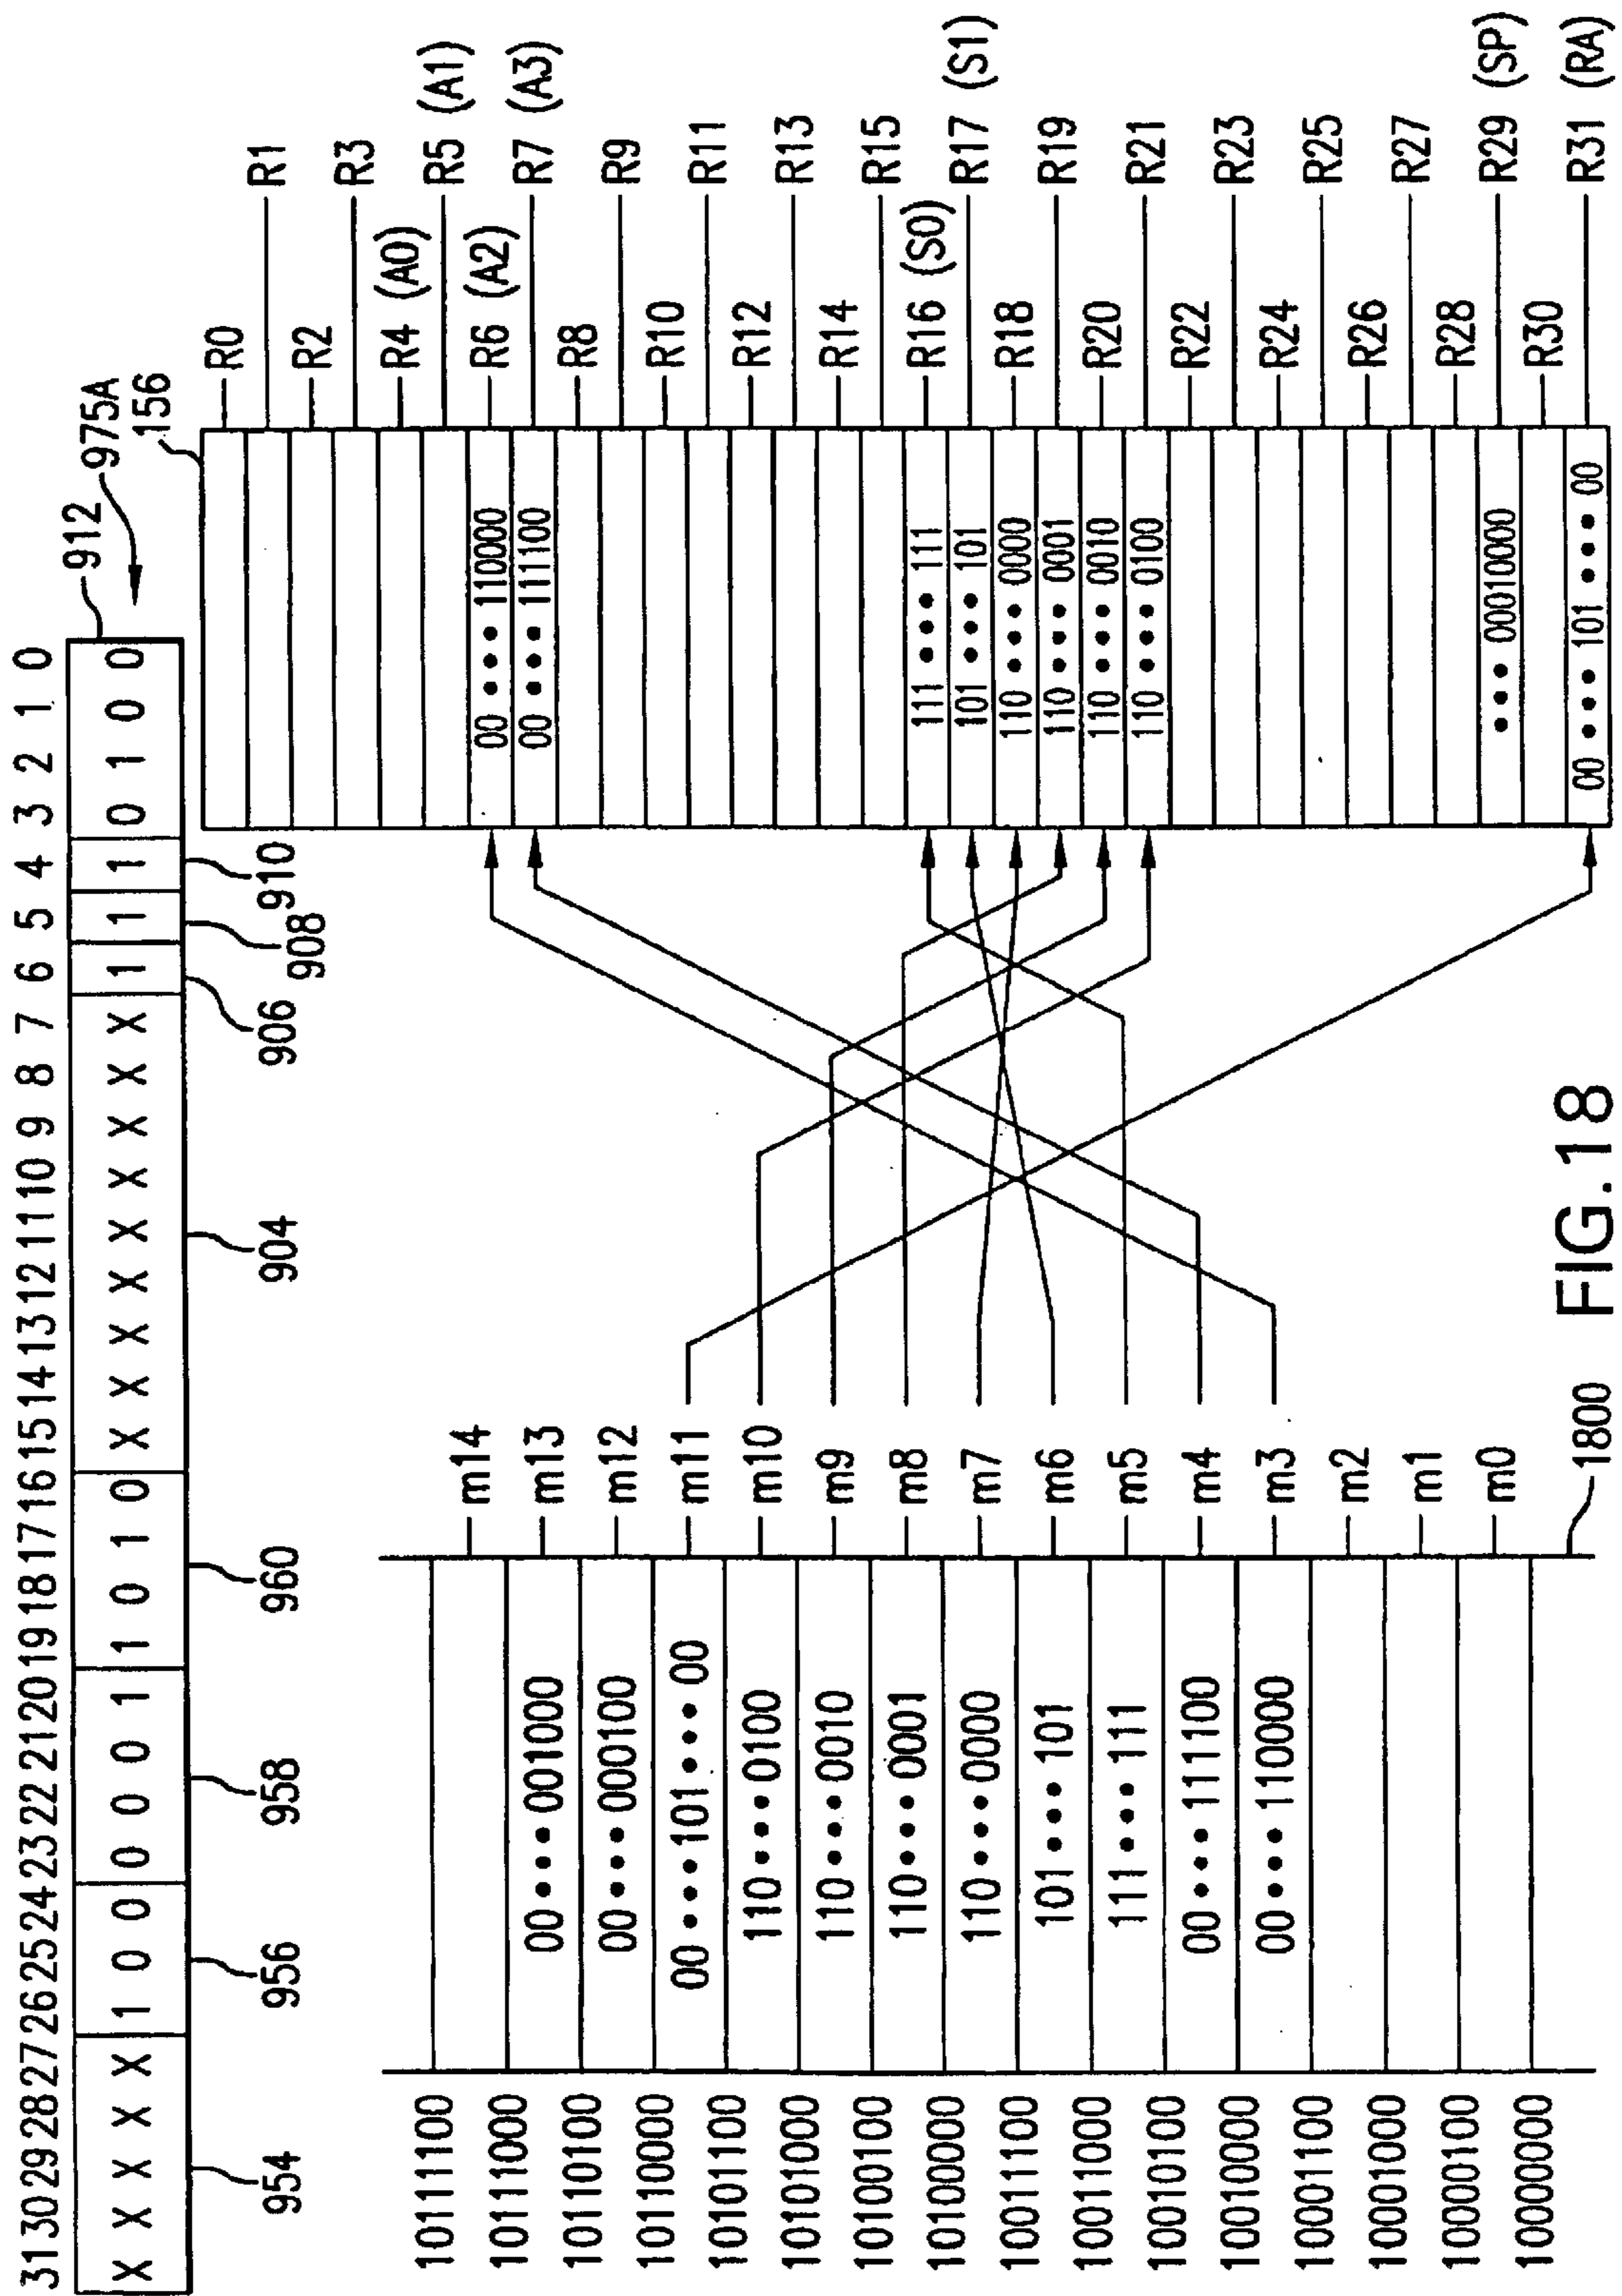 31 30 29 28 27 26 25 24 23 22 21 20 19 18 17 16 15 14 13 12 11 10 9 8 7 6 5 4 3 2 1 0
X X X X X 1 0 0 0 0 0 1 1 0 1 0 X X X X X X X X X 1 1 1 0 1 0 0
912
975A
954
956
958
960
904
906
908
910
156
10111100
10111000
10110100
10110000
10101100
10101000
10100100
10100000
10011100
10011000
10010100
10010000
10001100
10001000
10000100
10000000
m14
00 ••• 001000 m13
00 ••• 000100 m12
00 •••101 ••• 00 m11
110 ••• 0100 m10
110 ••• 0010 m9
110 ••• 0001 m8
110 ••• 0000 m7
101 ••• 101 m6
111 ••• 111 m5
00 ••• 111100 m4
00 ••• 110000 m3
m2
m1
m0
1800
R0
R1
R2
R3
R4 (A0)
R5 (A1)
00 ••• 110000 R6 (A2)
00 ••• 111100 R7 (A3)
R8
R9
R10
R11
R12
R13
R14
R15
111 ••• 111 R16 (S0)
101 ••• 101 R17 (S1)
110 ••• 0000 R18
110 ••• 0001 R19
110 ••• 0010 R20
110 ••• 0100 R21
R22
R23
R24
R25
R26
R27
R28
••• 00010000 R29 (SP)
R30
00 ••• 101 ••• 00 R31 (RA)
FIG.18